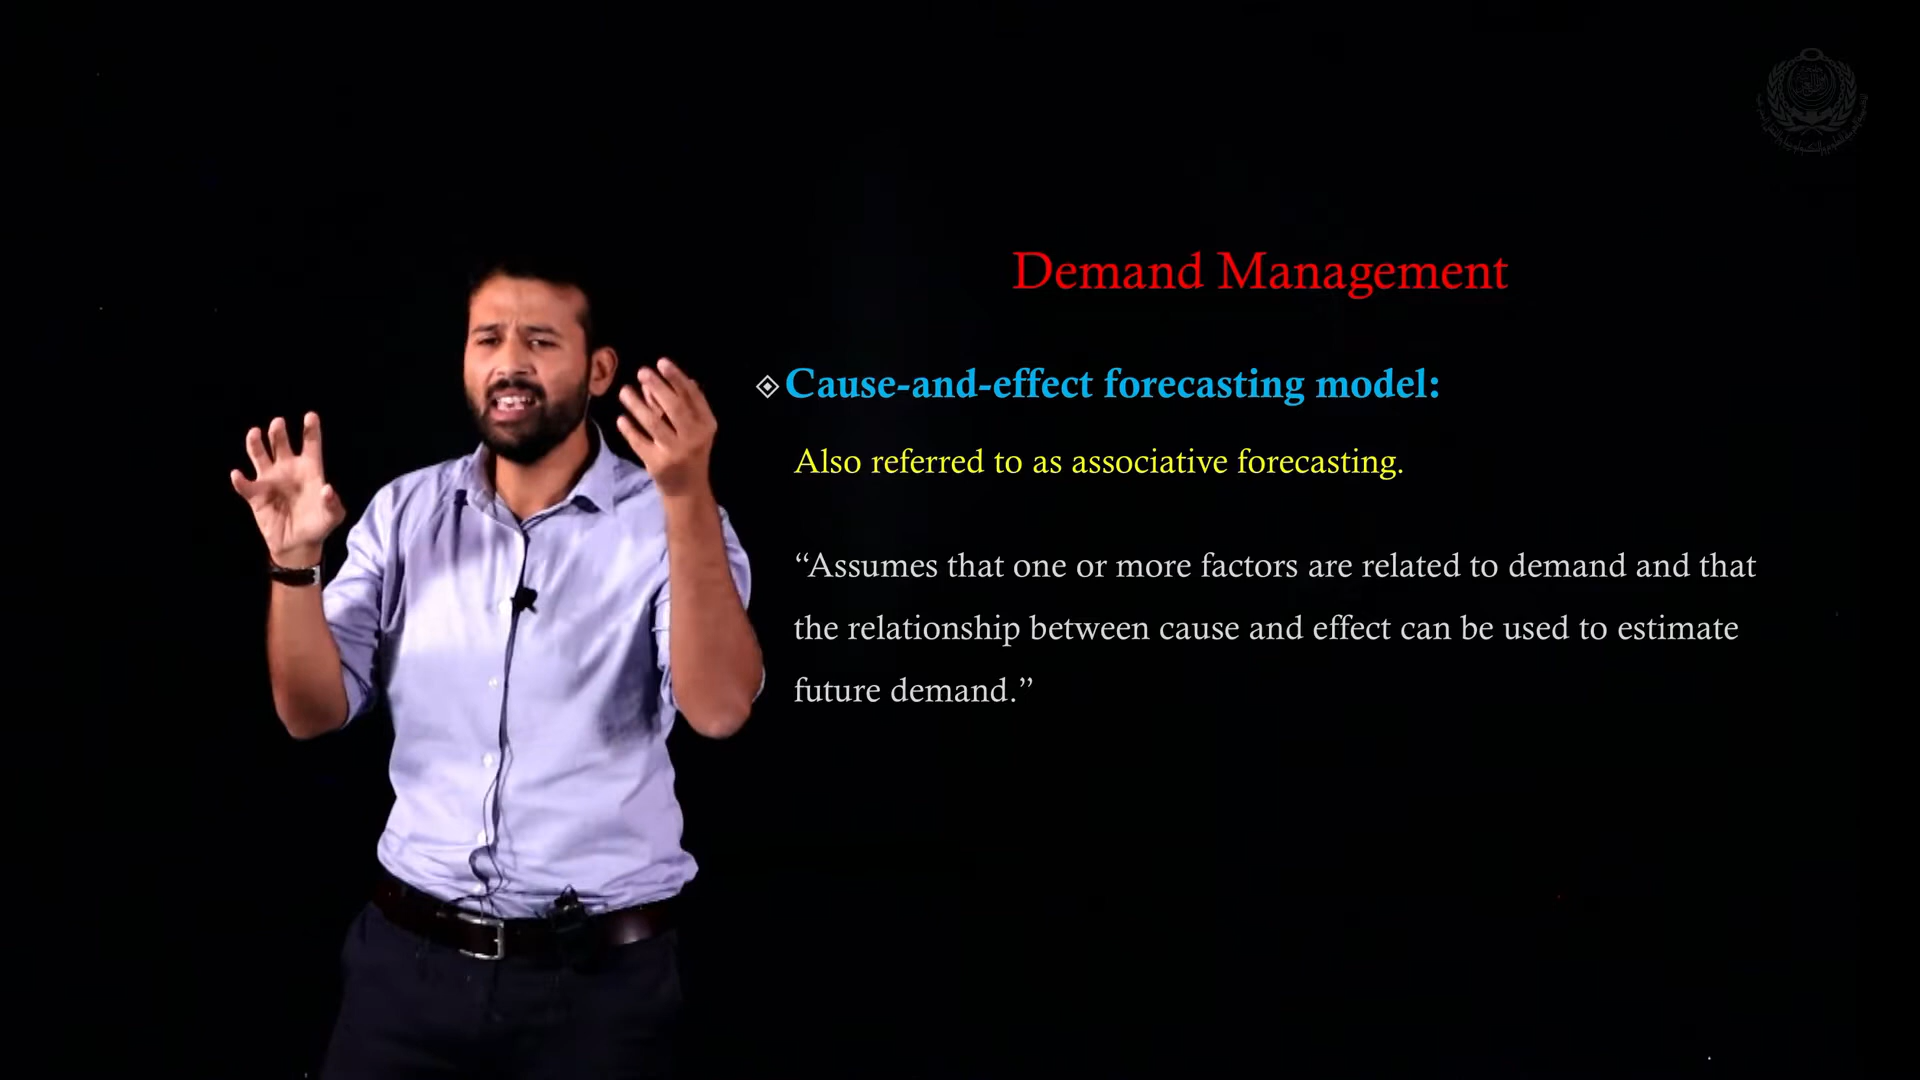 Demand Management
Cause-and-effect forecasting model:
Also referred to as associative forecasting.
“Assumes that one or more factors are related to demand and that
the relationship between cause and effect can be used to estimate
future demand.”